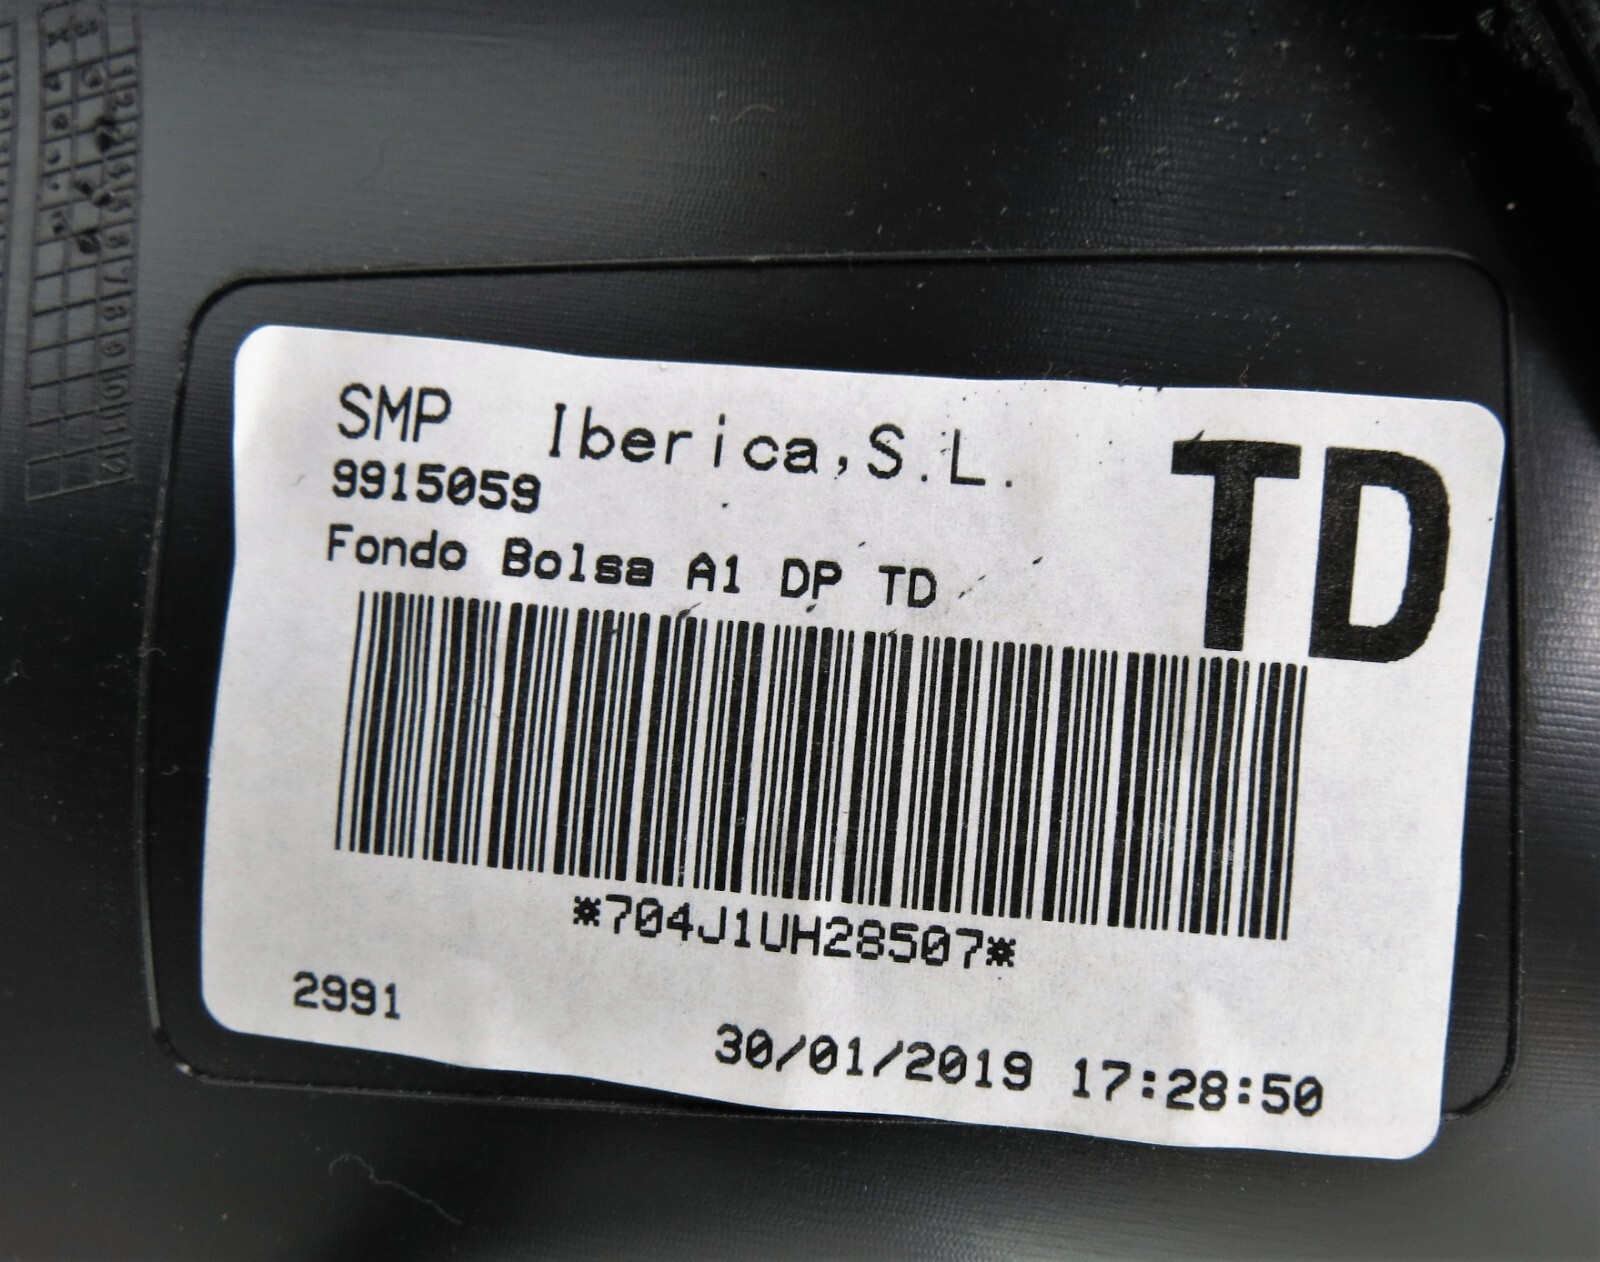 SMP Iberica,S.L.
TD
9915059
Fondo Bolsa A1 DP TD
*704J1UH28507*
2991
30/01/2019 17:28:50